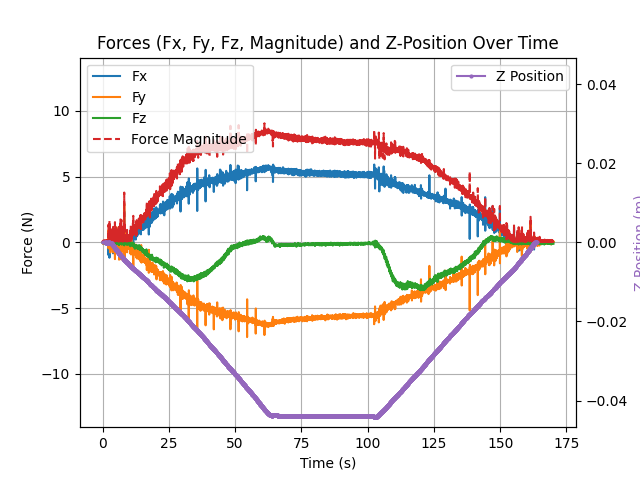 Forces (Fx, Fy, Fz, Magnitude) and Z-Position Over Time
Fx
Fy
Fz
Force Magnitude
Z Position
10
5
0
−5
−10
Force (N)
0.04
0.02
0.00
−0.02
−0.04
Z Position (m)
0 25 50 75 100 125 150 175
Time (s)